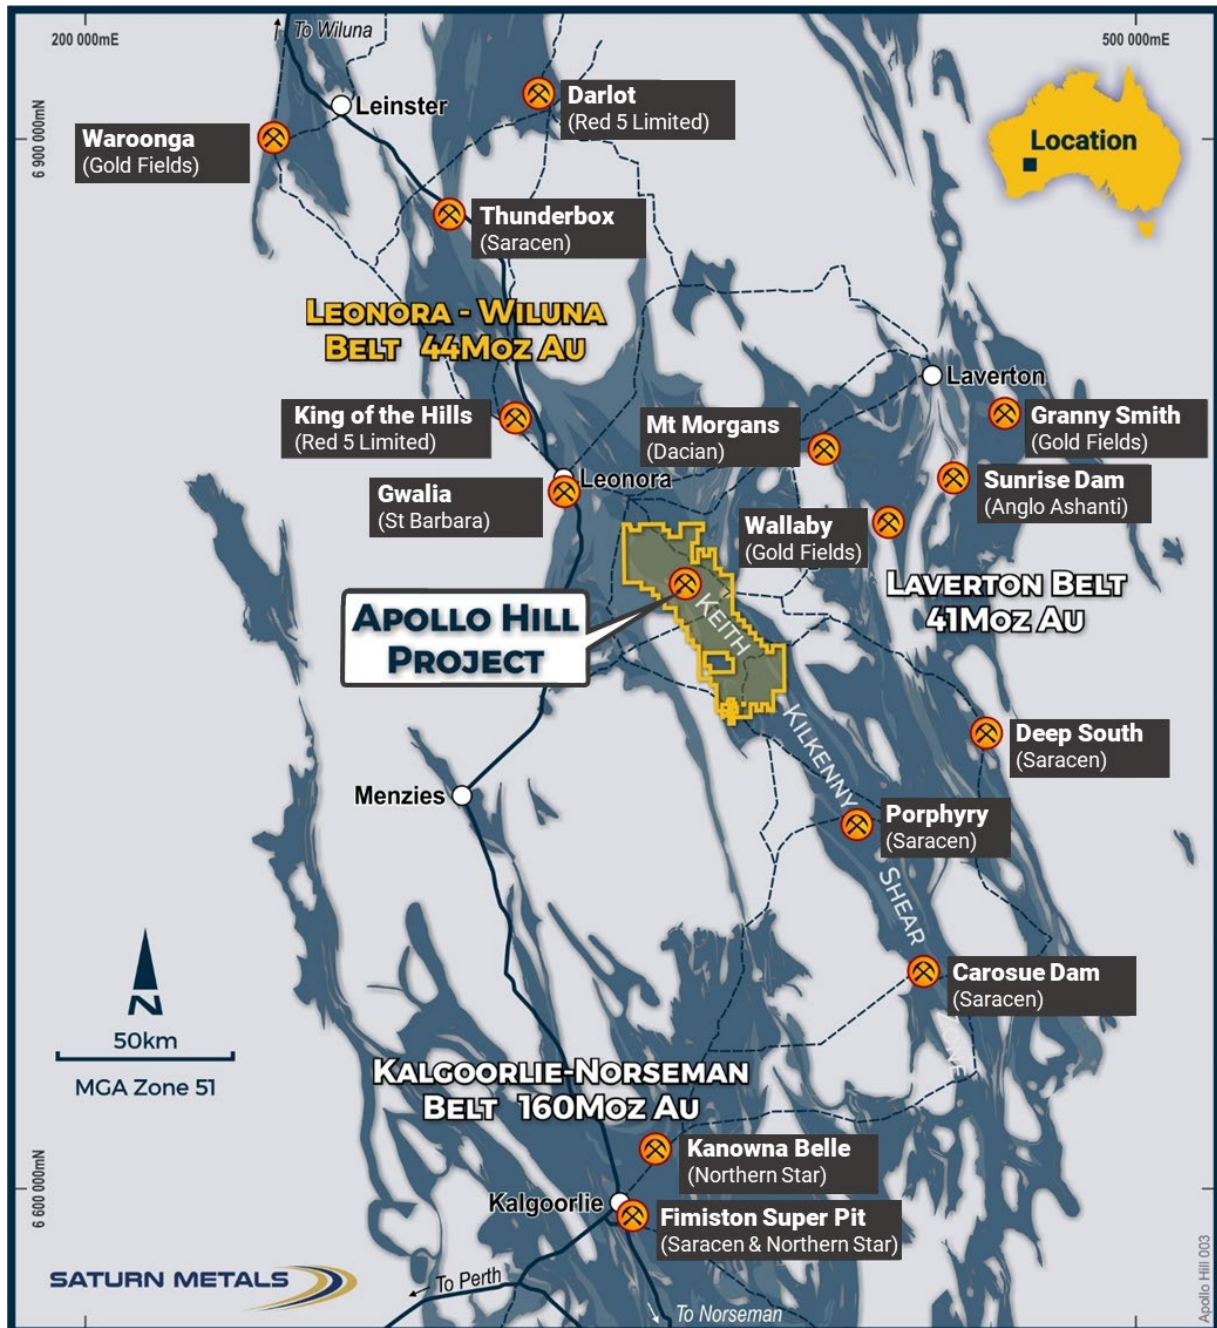 To Wiluna
200 000mE
500 000mE
6 900 000mN
Leinster
Darlot
(Red 5 Limited)
Waroonga
(Gold Fields)
Location
Thunderbox
(Saracen)
LEONORA - WILUNA
BELT 44MOZ AU
Laverton
King of the Hills
(Red 5 Limited)
Mt Morgans
(Dacian)
Granny Smith
(Gold Fields)
Leonora
Gwalia
(St Barbara)
Sunrise Dam
(Anglo Ashanti)
Wallaby
(Gold Fields)
LAVERTON BELT
41MOZ AU
APOLLO HILL
PROJECT
KEITH
KILKENNY
SHEAR
ZONE
Deep South
(Saracen)
Menzies
Porphyry
(Saracen)
Carosue Dam
(Saracen)
N
50km
MGA Zone 51
KALGOORLIE-NORSEMAN
BELT 160MOZ AU
Kanowna Belle
(Northern Star)
6 600 000mN
Kalgoorlie
Fimiston Super Pit
(Saracen & Northern Star)
SATURN METALS
To Perth
To Norseman
Apollo Hill 003